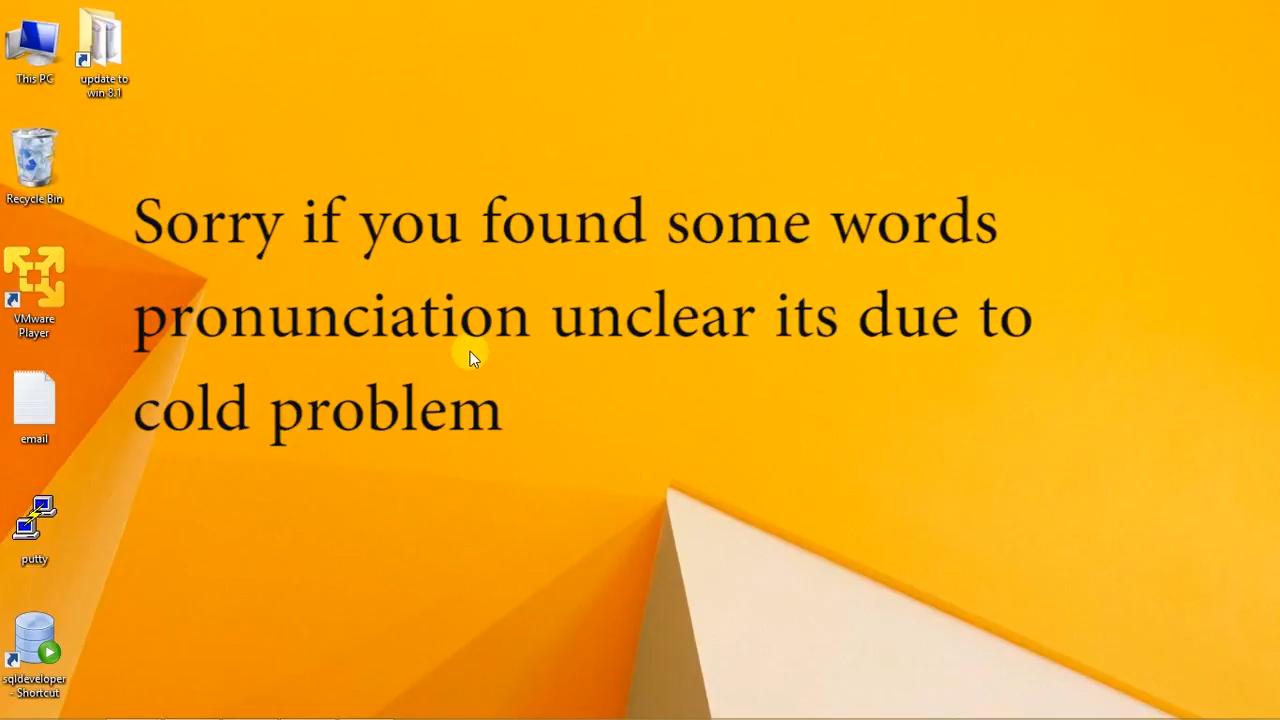 This PC
update to
win 8.1
Recycle Bin
Sorry if you found some words
pronunciation unclear its due to
cold problem
VMware
Player
email
putty
sqldeveloper
- Shortcut